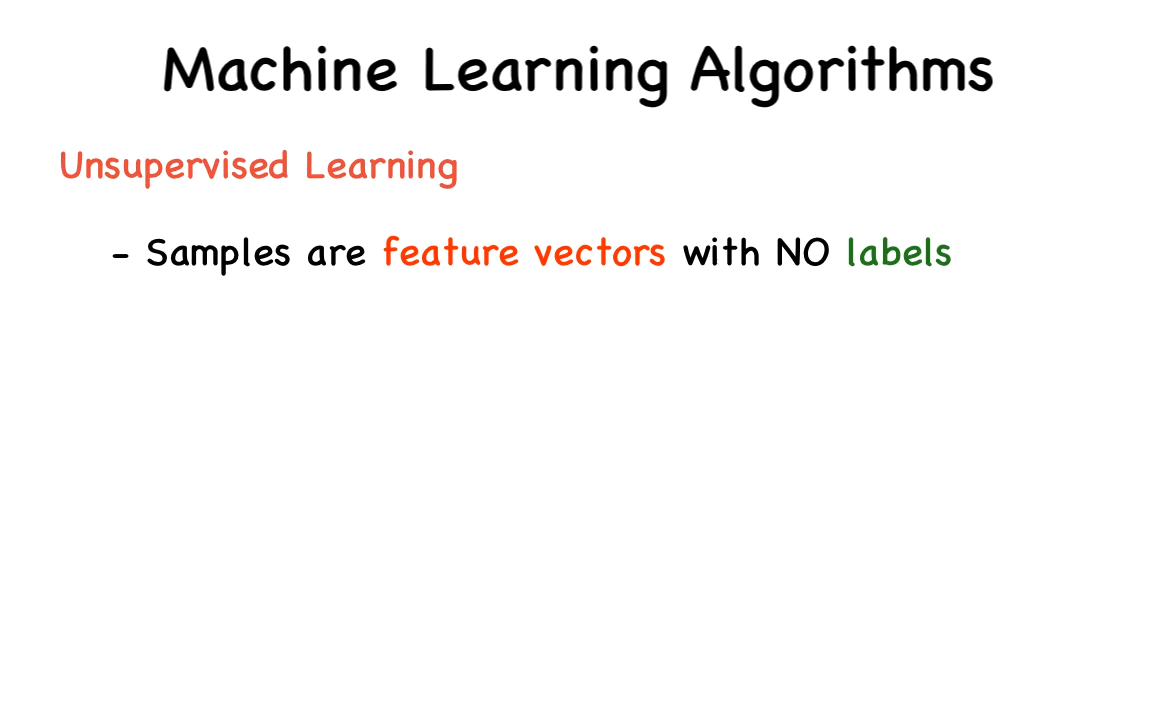 Machine Learning Algorithms
Unsupervised Learning
- Samples are feature vectors with NO labels